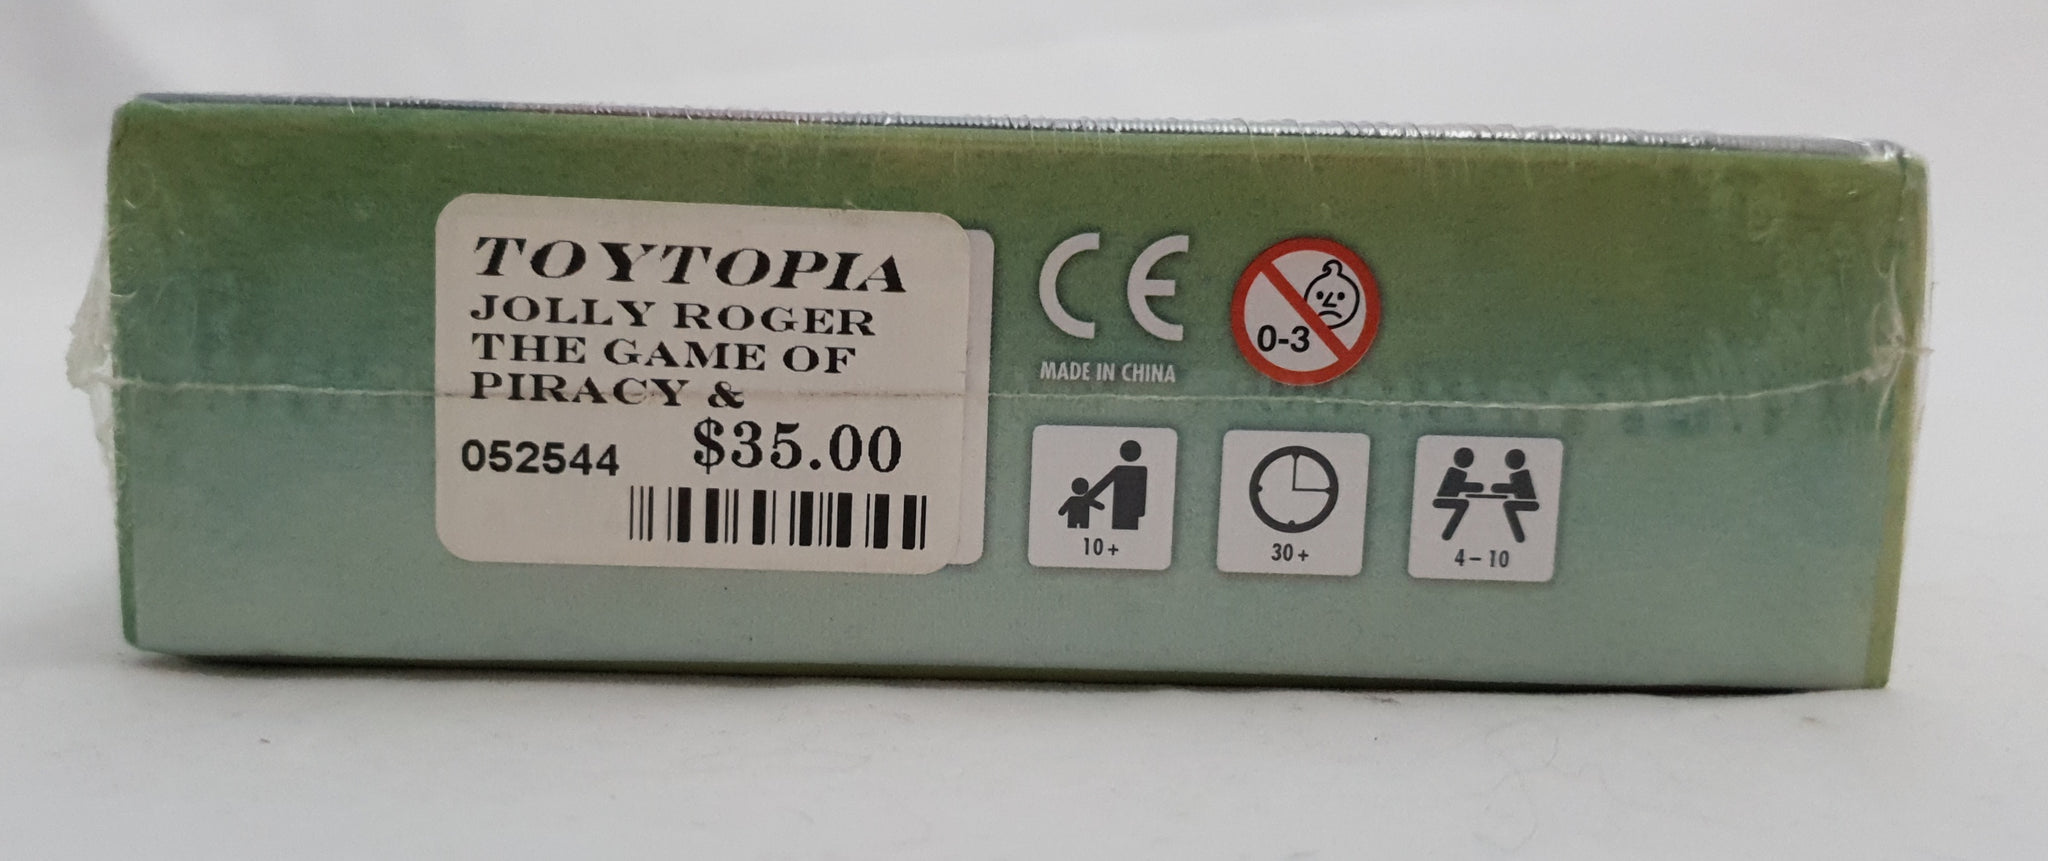 TOYTOPIA
JOLLY ROGER
THE GAME OF
PIRACY &
052544 $35.00
CE
MADE IN CHINA
0-3
10+
30+
4-10